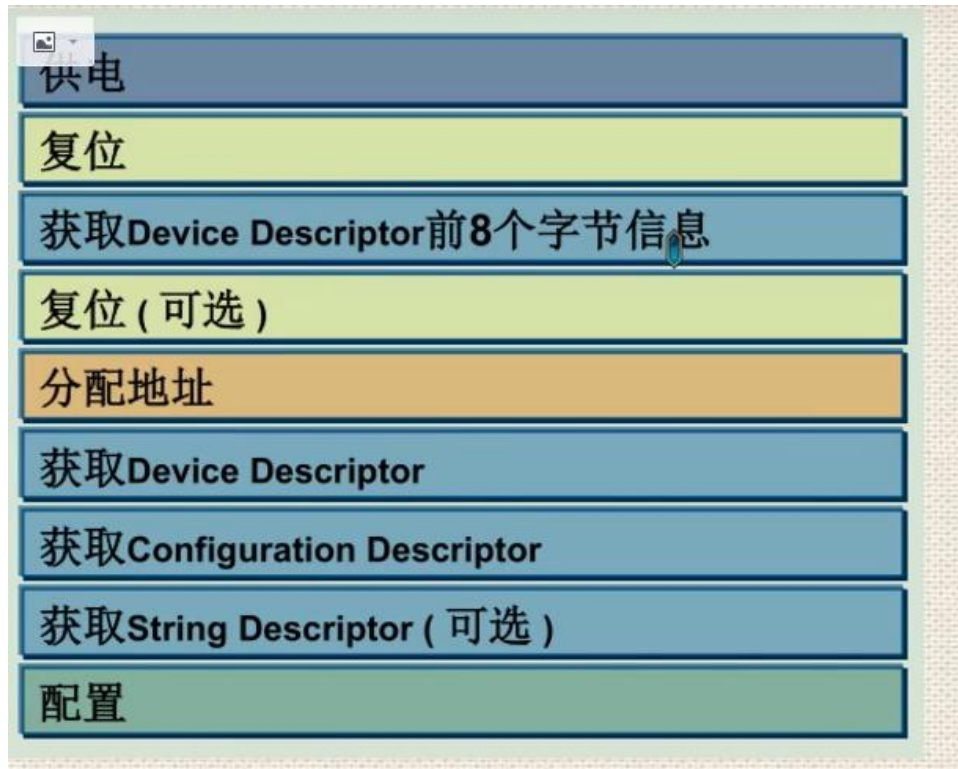 供电
复位
获取Device Descriptor前8个字节信息
复位 ( 可选 )
分配地址
获取Device Descriptor
获取Configuration Descriptor
获取String Descriptor ( 可选 )
配置